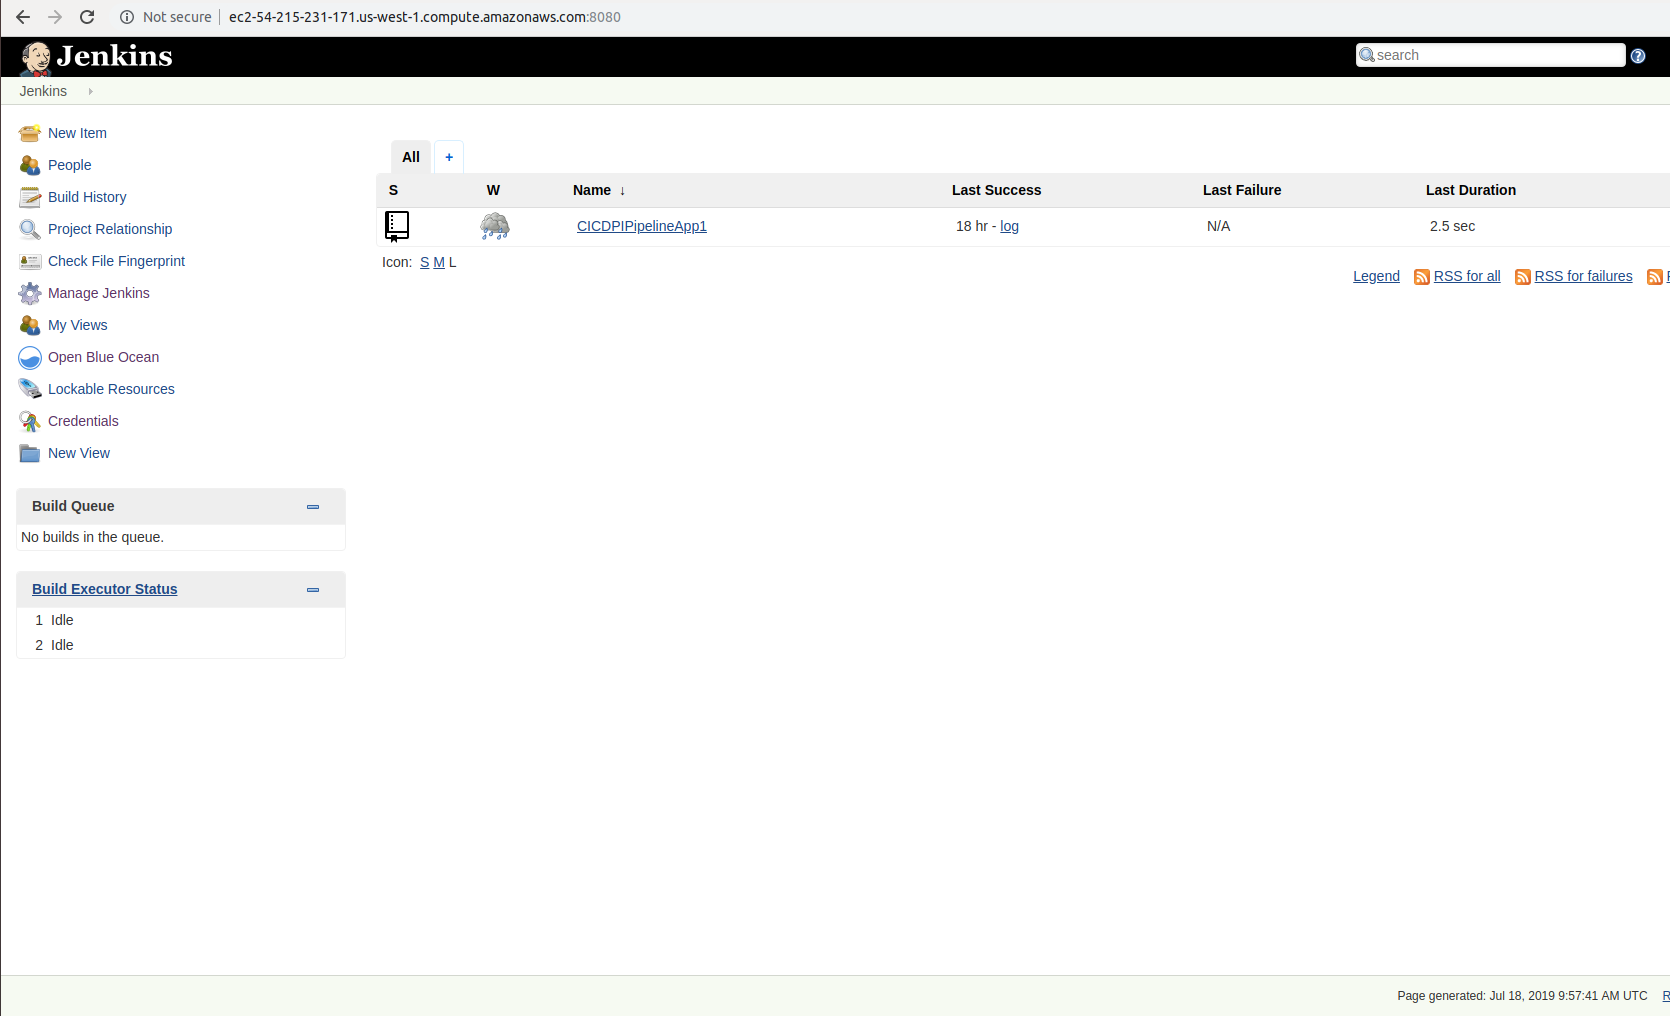 Not secure ec2-54-215-231-171.us-west-1.compute.amazonaws.com:8080
Jenkins
search
Jenkins
New Item
People
Build History
Project Relationship
Check File Fingerprint
Manage Jenkins
My Views
Open Blue Ocean
Lockable Resources
Credentials
New View
Build Queue
No builds in the queue.
Build Executor Status
1 Idle
2 Idle
All +
S W Name ↓ Last Success Last Failure Last Duration
CICDPIPipelineApp1 18 hr - log N/A 2.5 sec
Icon: S M L
Legend RSS for all RSS for failures
Page generated: Jul 18, 2019 9:57:41 AM UTC